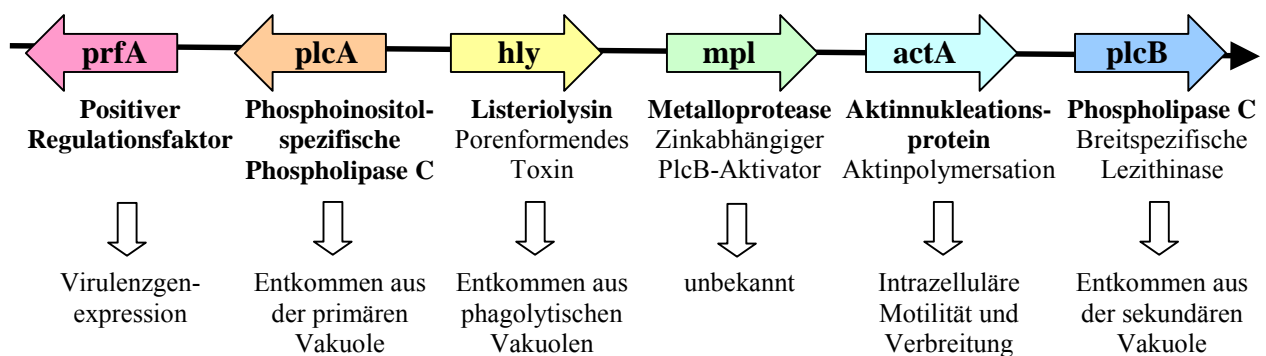 prfA
plcA
hly
mpl
actA
plcB
Positiver
Regulationsfaktor
Phosphoinositol-
spezifische
Phospholipase C
Listeriolysin
Porenformendes
Toxin
Metalloprotease
Zinkabhängiger
PlcB-Aktivator
Aktinnukleations-
protein
Aktinpolymersation
Phospholipase C
Breitspezifische
Lezithinase
Virulenzgen-
expression
Entkommen aus
der primären
Vakuole
Entkommen aus
phagolytischen
Vakuolen
unbekannt
Intrazelluläre
Motilität und
Verbreitung
Entkommen aus
der sekundären
Vakuole